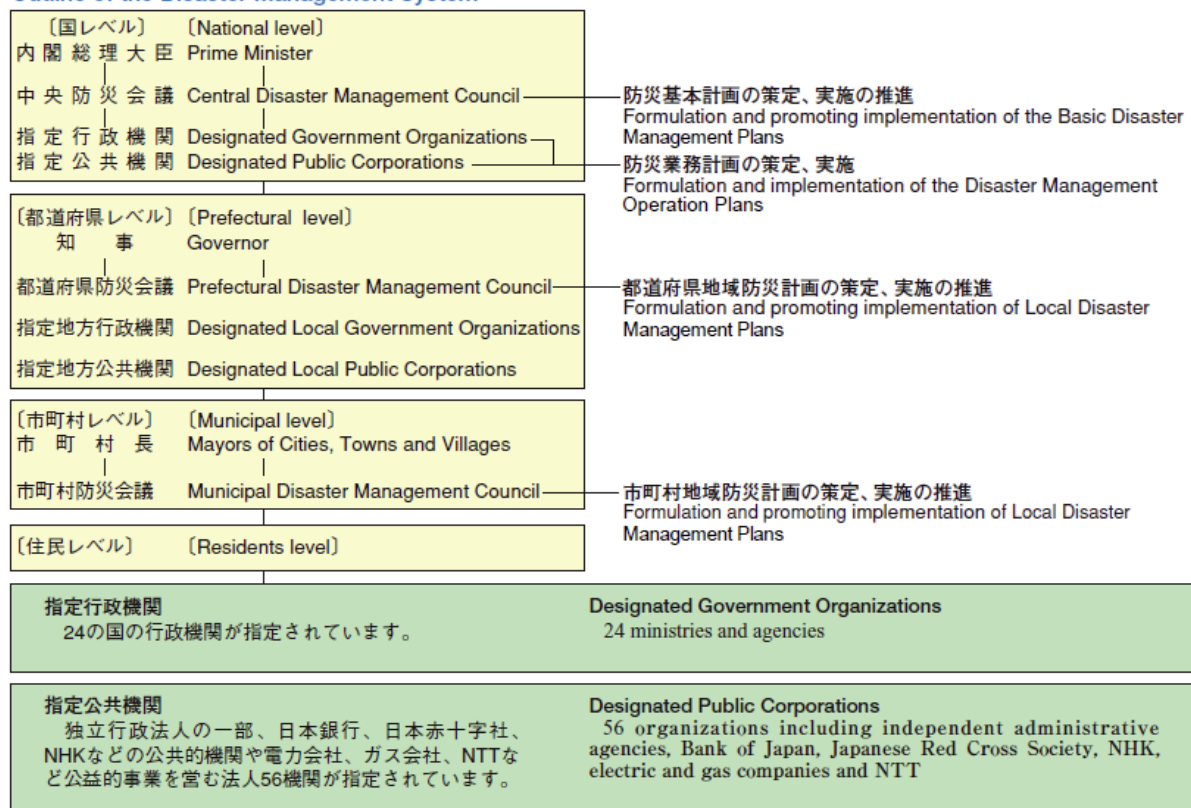 〔国レベル〕 〔National level〕
内閣総理大臣 Prime Minister
中央防災会議 Central Disaster Management Council
防災基本計画の策定、実施の推進
Formulation and promoting implementation of the Basic Disaster
Management Plans
指定行政機関 Designated Government Organizations
指定公共機関 Designated Public Corporations
防災業務計画の策定、実施
Formulation and implementation of the Disaster Management
Operation Plans
〔都道府県レベル〕 〔Prefectural level〕
知事 Governor
都道府県防災会議 Prefectural Disaster Management Council
都道府県地域防災計画の策定、実施の推進
Formulation and promoting implementation of Local Disaster
Management Plans
指定地方行政機関 Designated Local Government Organizations
指定地方公共機関 Designated Local Public Corporations
〔市町村レベル〕 〔Municipal level〕
市町村長 Mayors of Cities, Towns and Villages
市町村防災会議 Municipal Disaster Management Council
市町村地域防災計画の策定、実施の推進
Formulation and promoting implementation of Local Disaster
Management Plans
〔住民レベル〕 〔Residents level〕
指定行政機関
24の国の行政機関が指定されています。
Designated Government Organizations
24 ministries and agencies
指定公共機関
独立行政法人の一部、日本銀行、日本赤十字社、
NHKなどの公共的機関や電力会社、ガス会社、NTTな
ど公益的事業を営む法人56機関が指定されています。
Designated Public Corporations
56 organizations including independent administrative
agencies, Bank of Japan, Japanese Red Cross Society, NHK,
electric and gas companies and NTT